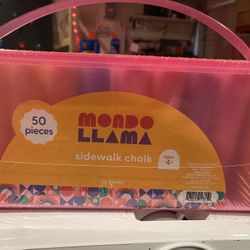 50
pieces
MONDO
LLAMA
sidewalk chalk
ages
4+